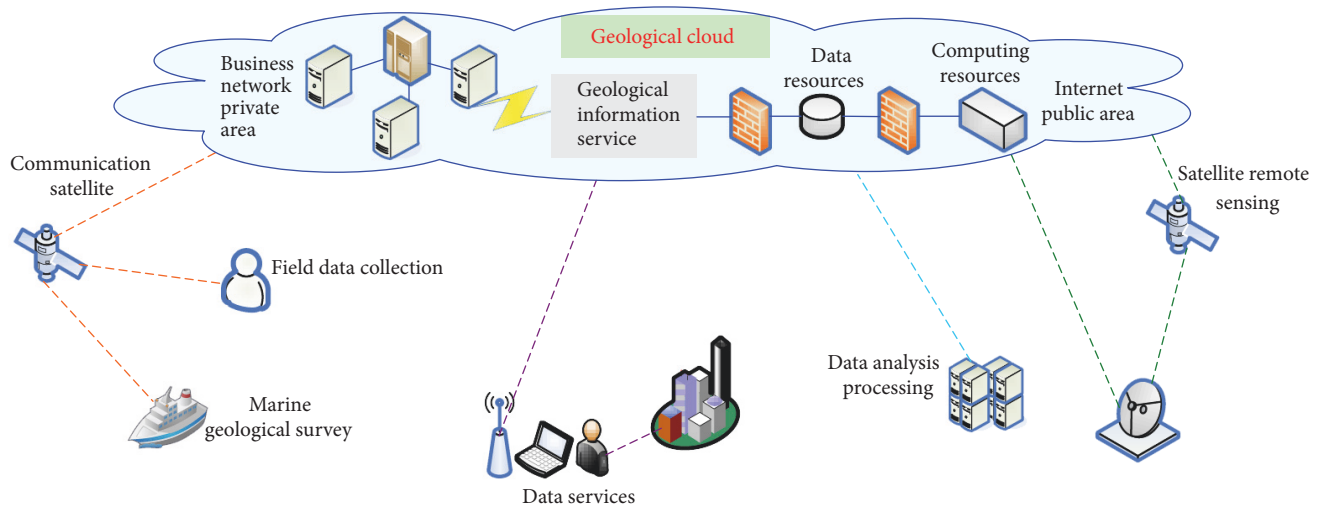 Geological cloud
Business
network
private
area
Geological
information
service
Data
resources
Computing
resources
Internet
public area
Communication
satellite
Satellite remote
sensing
Field data collection
Marine
geological survey
Data analysis
processing
Data services